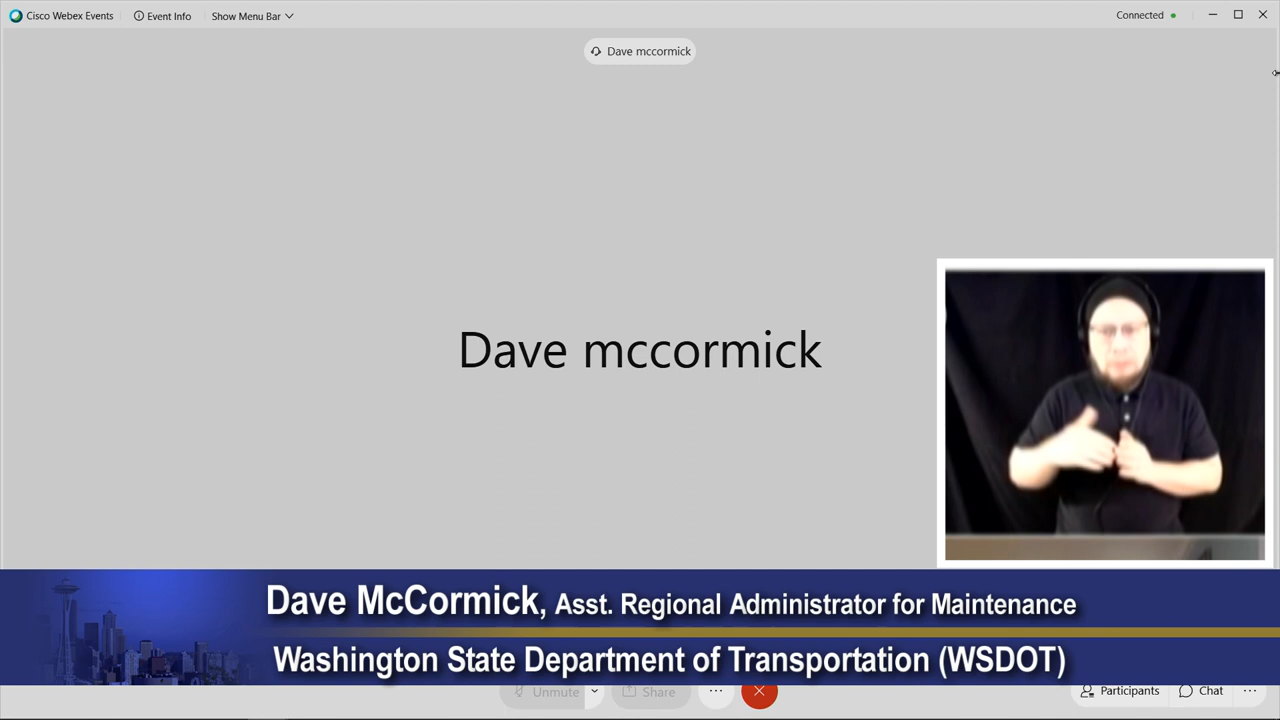 Cisco Webex Events
Event Info
Show Menu Bar
Connected
Dave mccormick
Dave mccormick
Dave McCormick, Asst. Regional Administrator for Maintenance
Washington State Department of Transportation (WSDOT)
Unmute
Share
Participants
Chat